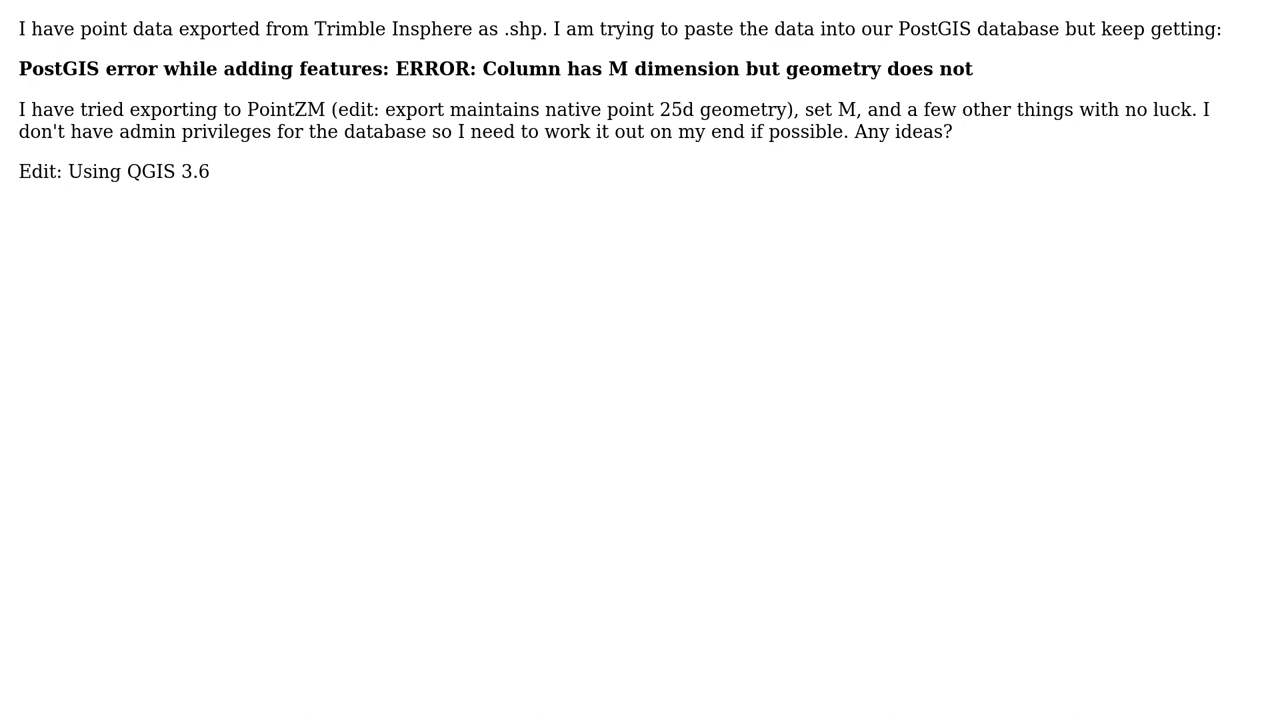 I have point data exported from Trimble Insphere as .shp. I am trying to paste the data into our PostGIS database but keep getting:
PostGIS error while adding features: ERROR: Column has M dimension but geometry does not
I have tried exporting to PointZM (edit: export maintains native point 25d geometry), set M, and a few other things with no luck. I
don't have admin privileges for the database so I need to work it out on my end if possible. Any ideas?
Edit: Using QGIS 3.6